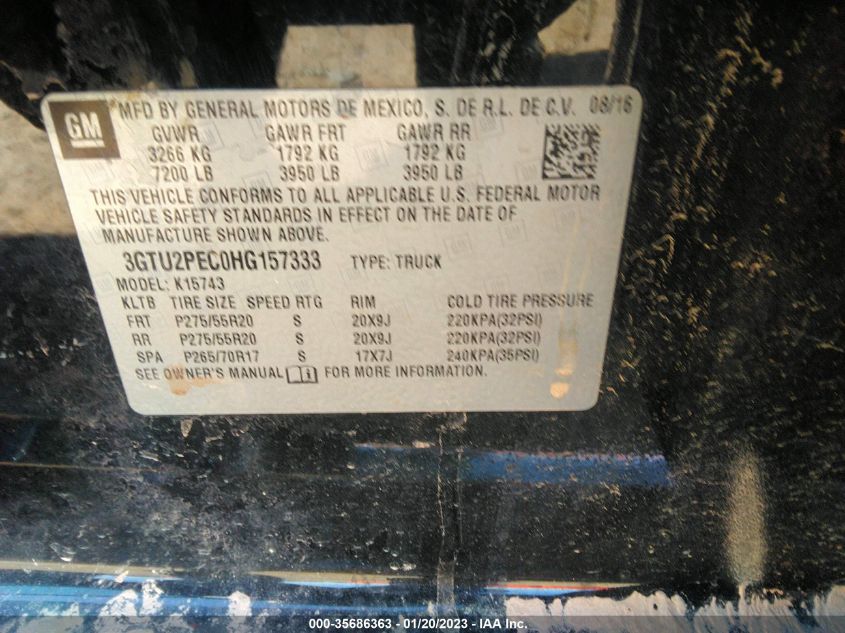 GM
MFD BY GENERAL MOTORS DE MEXICO, S. DE R.L. DE C.V. 08/16
GVWR GAWR FRT GAWR RR
3266 KG 1792 KG 1792 KG
7200 LB 3950 LB 3950 LB
THIS VEHICLE CONFORMS TO ALL APPLICABLE U.S. FEDERAL MOTOR
VEHICLE SAFETY STANDARDS IN EFFECT ON THE DATE OF
MANUFACTURE SHOWN ABOVE.
3GTU2PEC0HG157333 TYPE: TRUCK
MODEL: K15743
KLTB TIRE SIZE SPEED RTG RIM COLD TIRE PRESSURE
FRT P275/55R20 S 20X9J 220KPA(32PSI)
RR P275/55R20 S 20X9J 220KPA(32PSI)
SPA P265/70R17 S 17X7J 240KPA(35PSI)
SEE OWNER'S MANUAL FOR MORE INFORMATION.
000-35686363 - 01/20/2023 - IAA Inc.